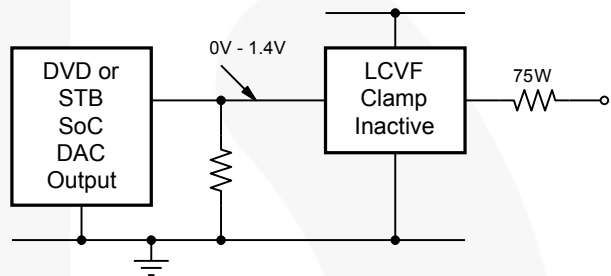 DVD or
STB
SoC
DAC
Output
0V - 1.4V
LCVF
Clamp
Inactive
75W